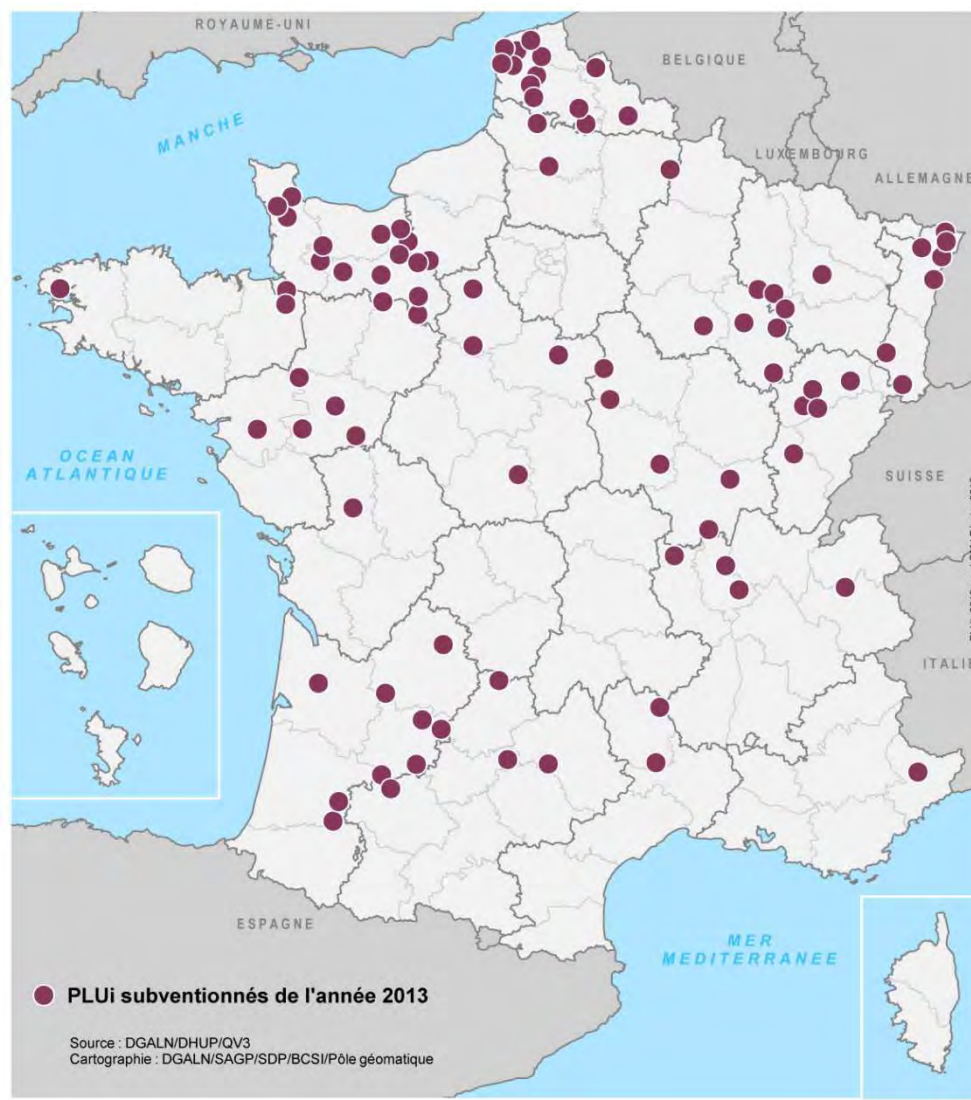 ROYAUME-UNI
BELGIQUE
MANCHE
LUXEMBOURG
ALLEMAGNE
OCEAN
ATLANTIQUE
SUISSE
ITALIE
ESPAGNE
MER
MEDITERRANEE
PLUi subventionnés de l'année 2013
Source : DGALN/DHUP/QV3
Cartographie : DGALN/SAGP/SDP/BCSI/Pôle géomatique